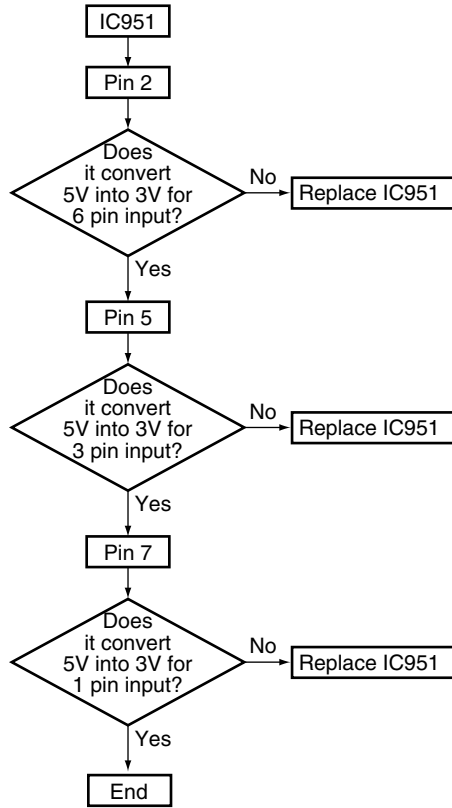 IC951
Pin 2
Does
it convert
5V into 3V for
6 pin input?
No
Replace IC951
Yes
Pin 5
Does
it convert
5V into 3V for
3 pin input?
No
Replace IC951
Yes
Pin 7
Does
it convert
5V into 3V for
1 pin input?
No
Replace IC951
Yes
End